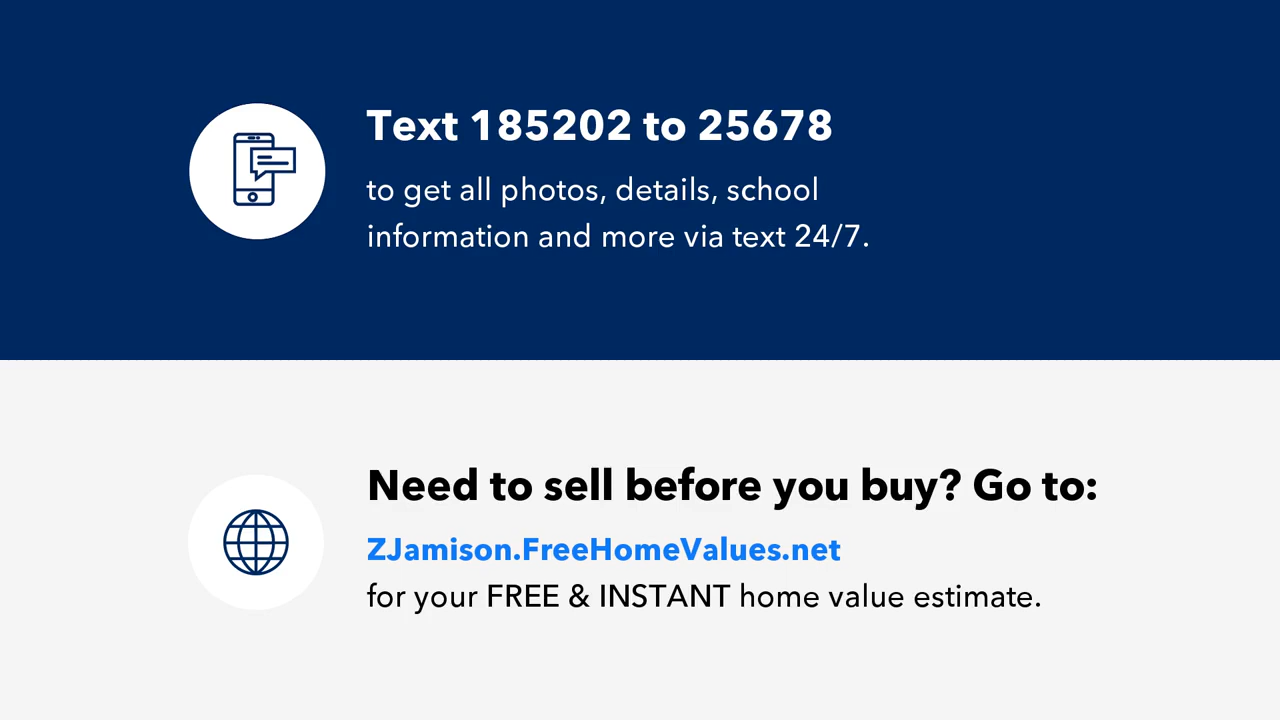 Text 185202 to 25678
to get all photos, details, school
information and more via text 24/7.
Need to sell before you buy? Go to:
ZJamison.FreeHomeValues.net
for your FREE & INSTANT home value estimate.